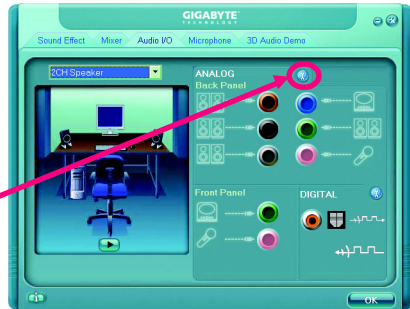 GIGABYTE
TECHNOLOGY
Sound Effect Mixer Audio I/O Microphone 3D Audio Demo
2CH Speaker
ANALOG
Back Panel
Front Panel
DIGITAL
OK